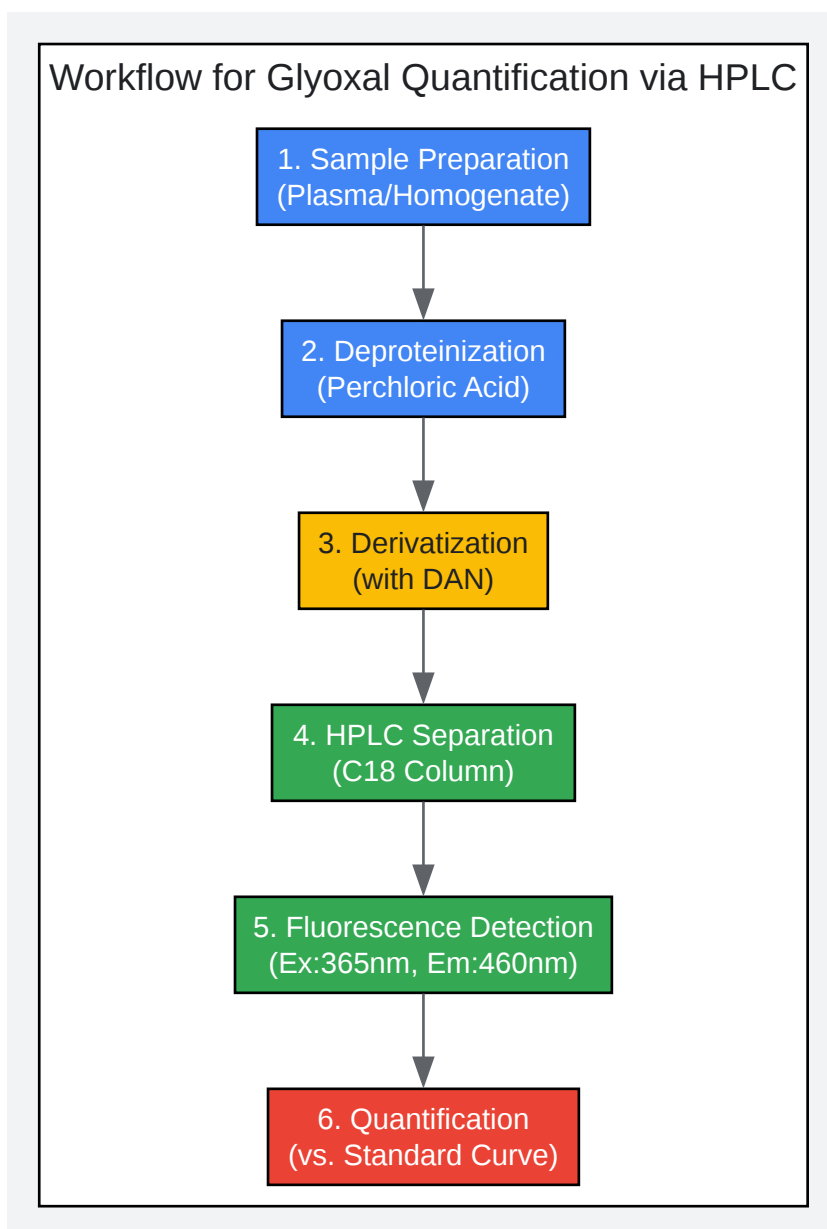 Workflow for Glyoxal Quantification via HPLC
1. Sample Preparation
(Plasma/Homogenate)
2. Deproteinization
(Perchloric Acid)
3. Derivatization
(with DAN)
4. HPLC Separation
(C18 Column)
5. Fluorescence Detection
(Ex:365nm, Em:460nm)
6. Quantification
(vs. Standard Curve)